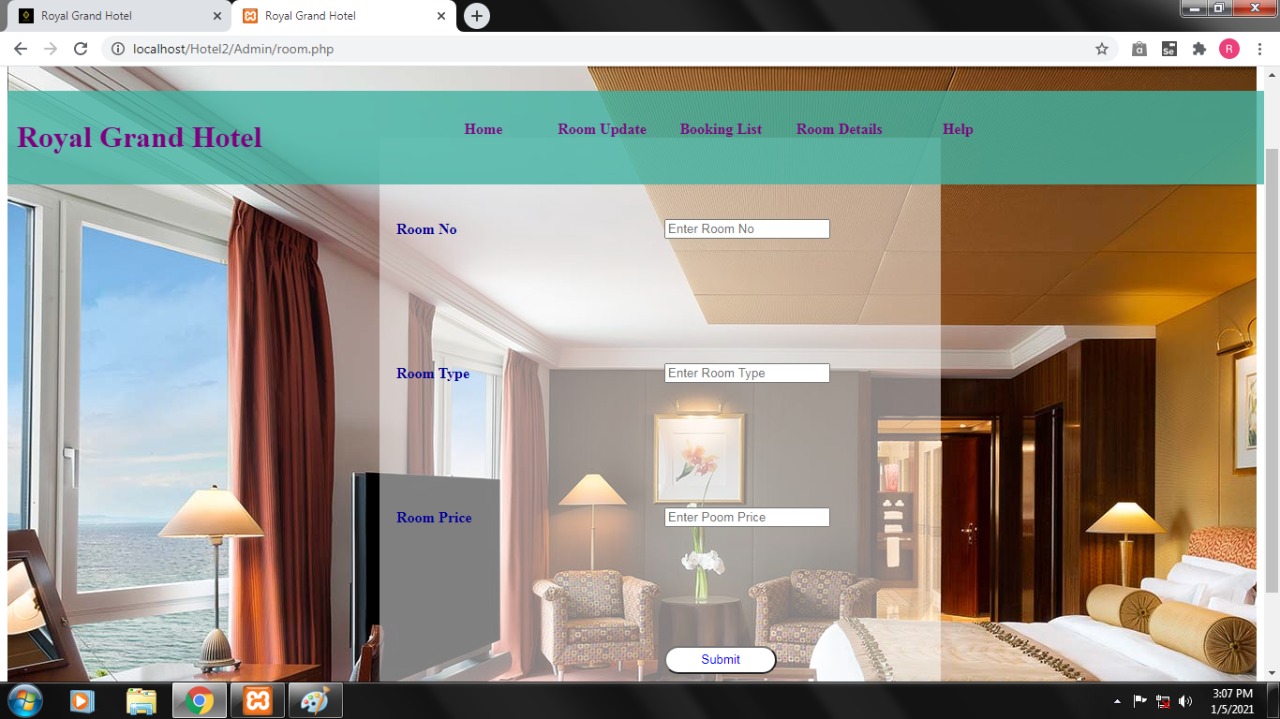 Royal Grand Hotel
Royal Grand Hotel
localhost/Hotel2/Admin/room.php
a
Se
R
Royal Grand Hotel
Home Room Update Booking List Room Details Help
Room No Enter Room No
Room Type Enter Room Type
Room Price Enter Poom Price
Submit
3:07 PM
1/5/2021